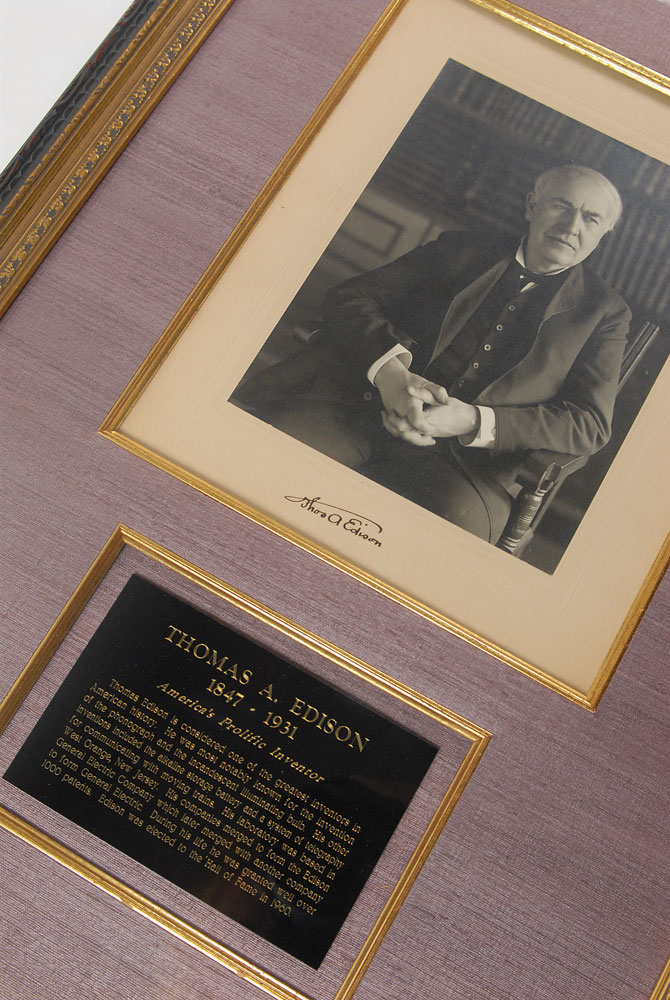 Thos A Edison
THOMAS A. EDISON
1847 - 1931
America's Prolific Inventor
Thomas Edison is considered one of the greatest inventors in
American history. He was most notably known for the invention
of the phonograph and the incandescent illuminating bulb. His other
inventions included the alkaline storage battery and a system of telegraphy
for communicating with moving trains. His laboratory was based in
West Orange, New Jersey. His companies merged to form the Edison
General Electric Company which later merged with another company
to form General Electric. During his life he was granted well over
1000 patents. Edison was elected to the Hall of Fame in 1960.